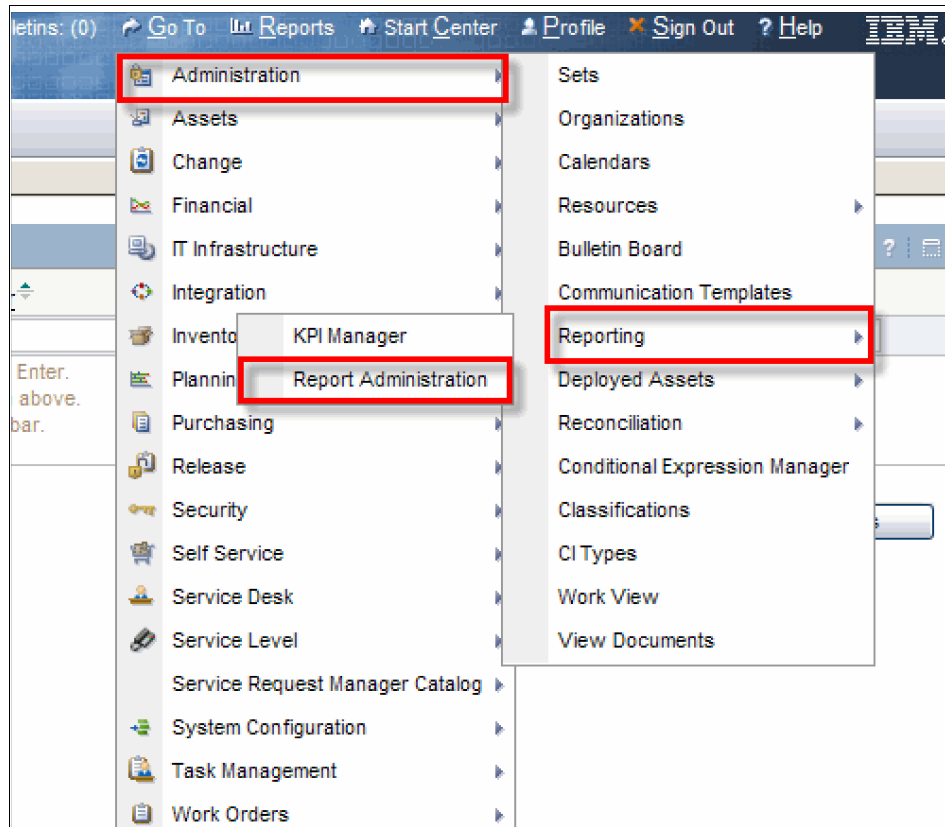 letins: (0) Go To Reports Start Center Profile Sign Out ? Help IBM.
Administration
Assets
Change
Financial
IT Infrastructure
Integration
Invento
Plannin
Purchasing
Release
Security
Self Service
Service Desk
Service Level
Service Request Manager Catalog
System Configuration
Task Management
Work Orders
Sets
Organizations
Calendars
Resources
Bulletin Board
Communication Templates
Reporting
Deployed Assets
Reconciliation
Conditional Expression Manager
Classifications
CI Types
Work View
View Documents
KPI Manager
Report Administration
?
Enter.
above.
bar.